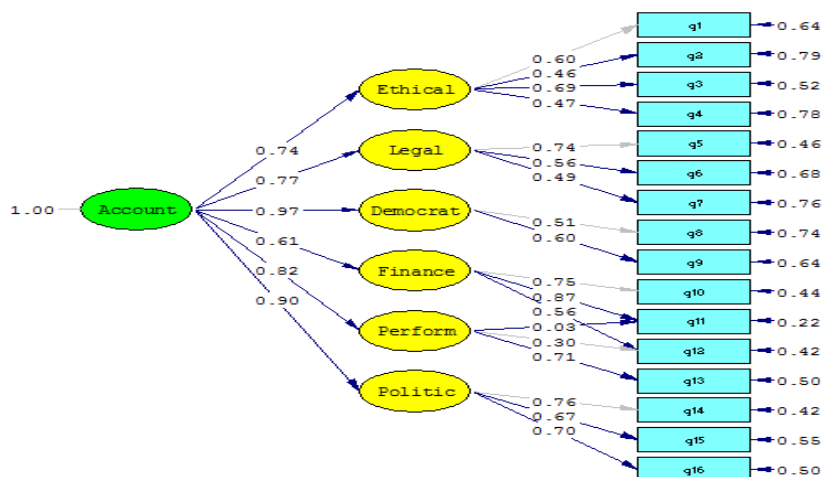 q1
0.64
0.60
q2
0.79
0.46
Ethical
q3
0.52
0.69
q4
0.78
0.47
0.74
Legal
0.74
q5
0.46
0.56
q6
0.68
0.77
0.49
q7
0.76
1.00
Account
0.97
Democrat
0.51
q8
0.74
0.60
q9
0.64
0.61
Finance
0.75
q10
0.44
0.82
0.87
q11
0.22
0.56
0.90
Perform
0.03
0.30
q12
0.42
0.71
q13
0.50
Politic
0.76
q14
0.42
0.67
q15
0.55
0.70
q16
0.50